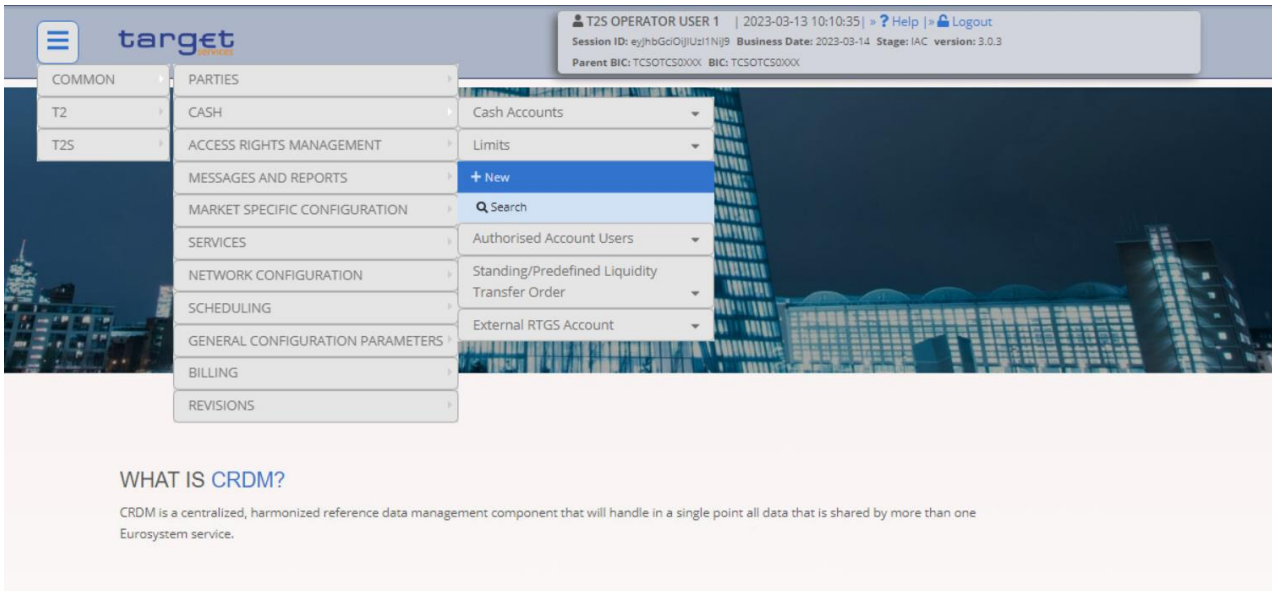 T2S OPERATOR USER 1 | 2023-03-13 10:10:35| » ? Help |» Logout
target
services
Session ID: eyJhbGciOiJIUzI1NiJ9 Business Date: 2023-03-14 Stage: IAC version: 3.0.3
Parent BIC: TCSOTCS0XXX BIC: TCSOTCS0XXX
COMMON
T2
T2S
PARTIES
CASH
ACCESS RIGHTS MANAGEMENT
MESSAGES AND REPORTS
MARKET SPECIFIC CONFIGURATION
SERVICES
NETWORK CONFIGURATION
SCHEDULING
GENERAL CONFIGURATION PARAMETERS
BILLING
REVISIONS
Cash Accounts
Limits
+ New
Search
Authorised Account Users
Standing/Predefined Liquidity
Transfer Order
External RTGS Account
WHAT IS CRDM?
CRDM is a centralized, harmonized reference data management component that will handle in a single point all data that is shared by more than one
Eurosystem service.